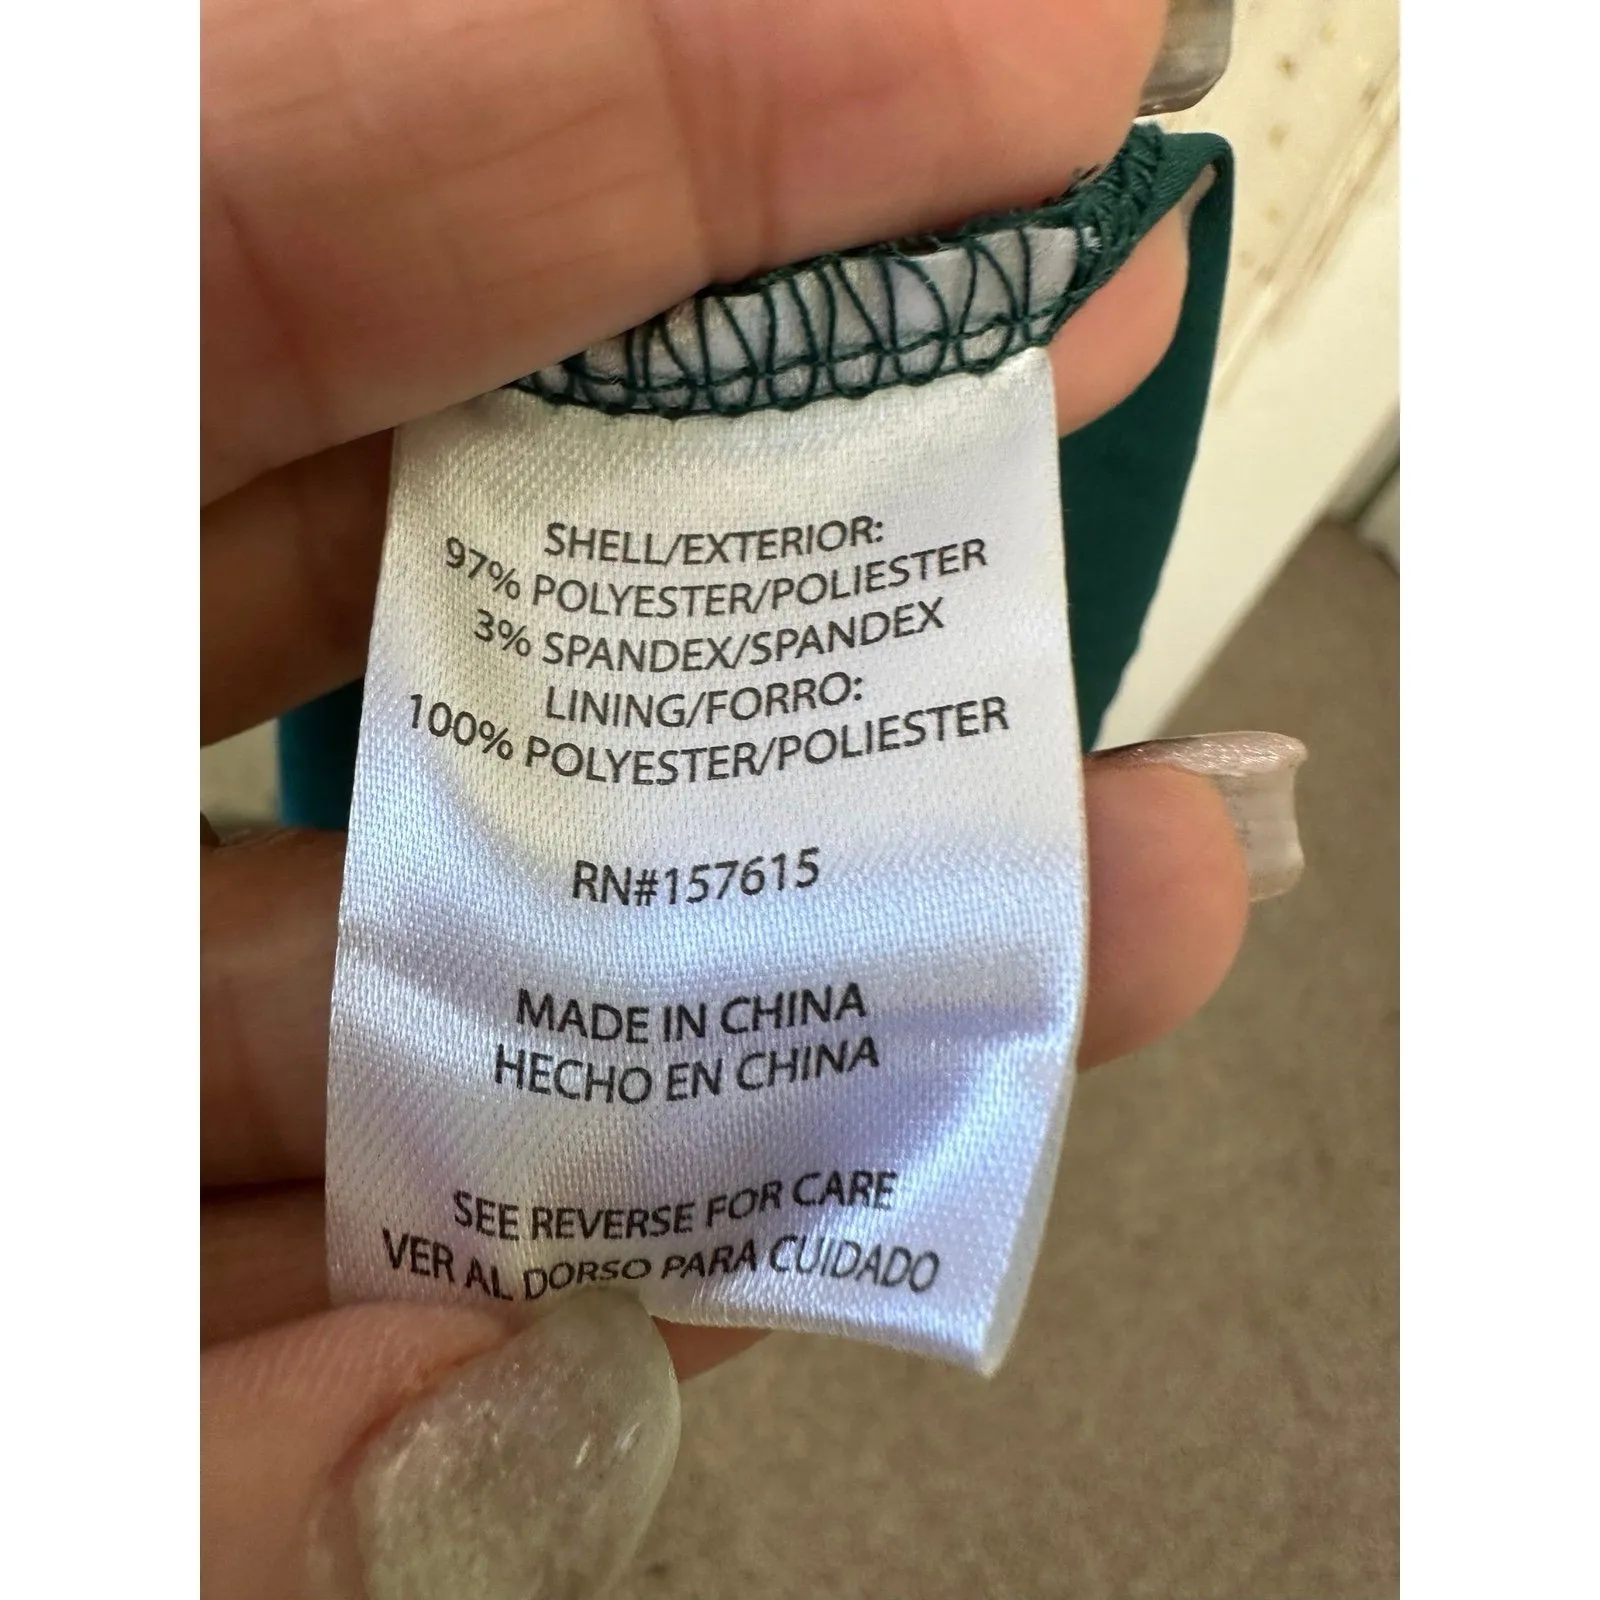 SHELL/EXTERIOR:
97% POLYESTER/POLIESTER
3% SPANDEX/SPANDEX
LINING/FORRO:
100% POLYESTER/POLIESTER
RN#157615
MADE IN CHINA
HECHO EN CHINA
SEE REVERSE FOR CARE
VER AL DORSO PARA CUIDADO